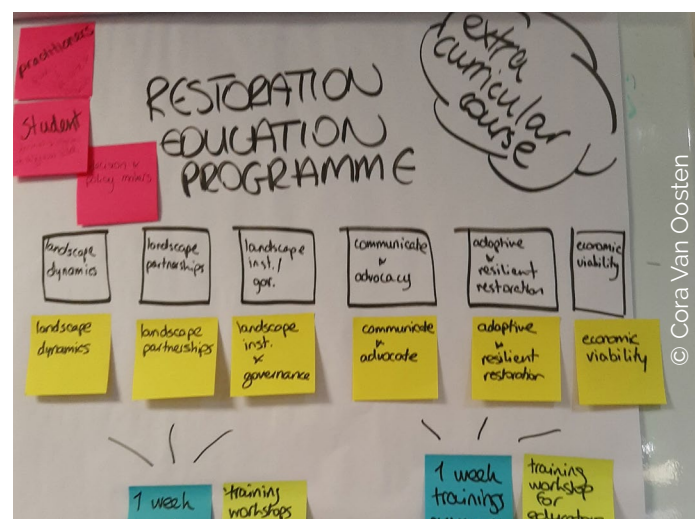 practitioners
Student
policy makers
RESTORATION
EDUCATION
PROGRAMME
extra
curricular
course
landscape
dynamics
landscape
partnerships
landscape
inst./
gov.
communicate
&
advocacy
adaptive
&
resilient
restoration
economic
viability
landscape
dynamics
landscape
partnerships
landscape
inst.
&
governance
communicate
&
advocate
adaptive
&
resilient
restoration
economic
viability
1 week
training
workshops
1 week
trainings
training
workshop
for
educators
© Cora Van Oosten